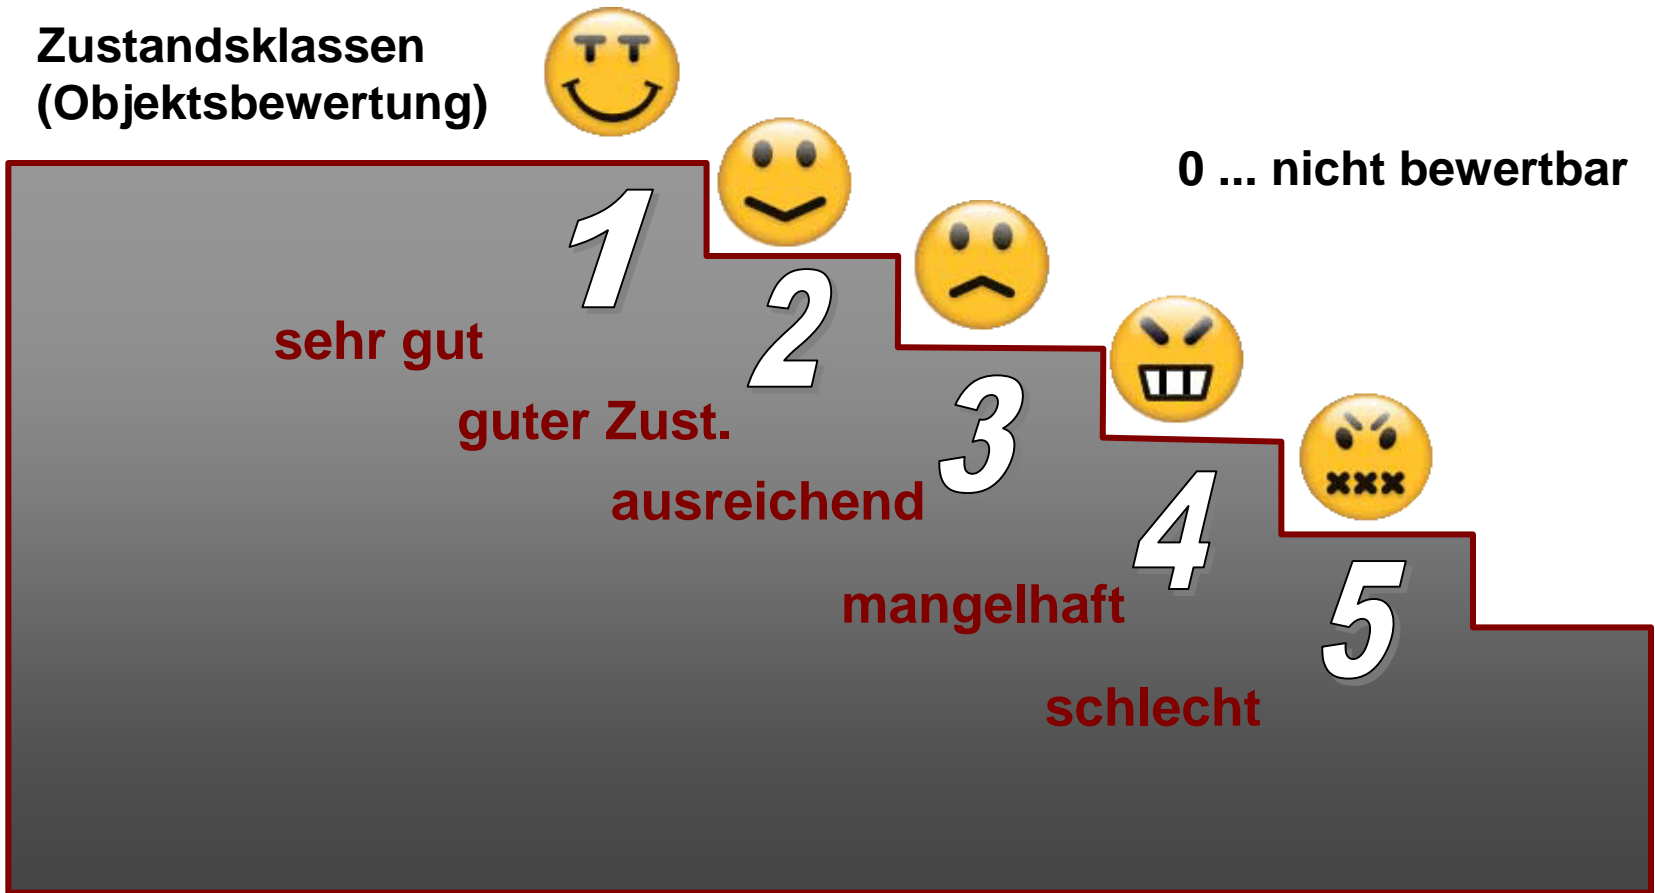 Zustandsklassen
(Objektsbewertung)
0 ... nicht bewertbar
1
sehr gut
2
guter Zust.
3
ausreichend
4
mangelhaft
5
schlecht